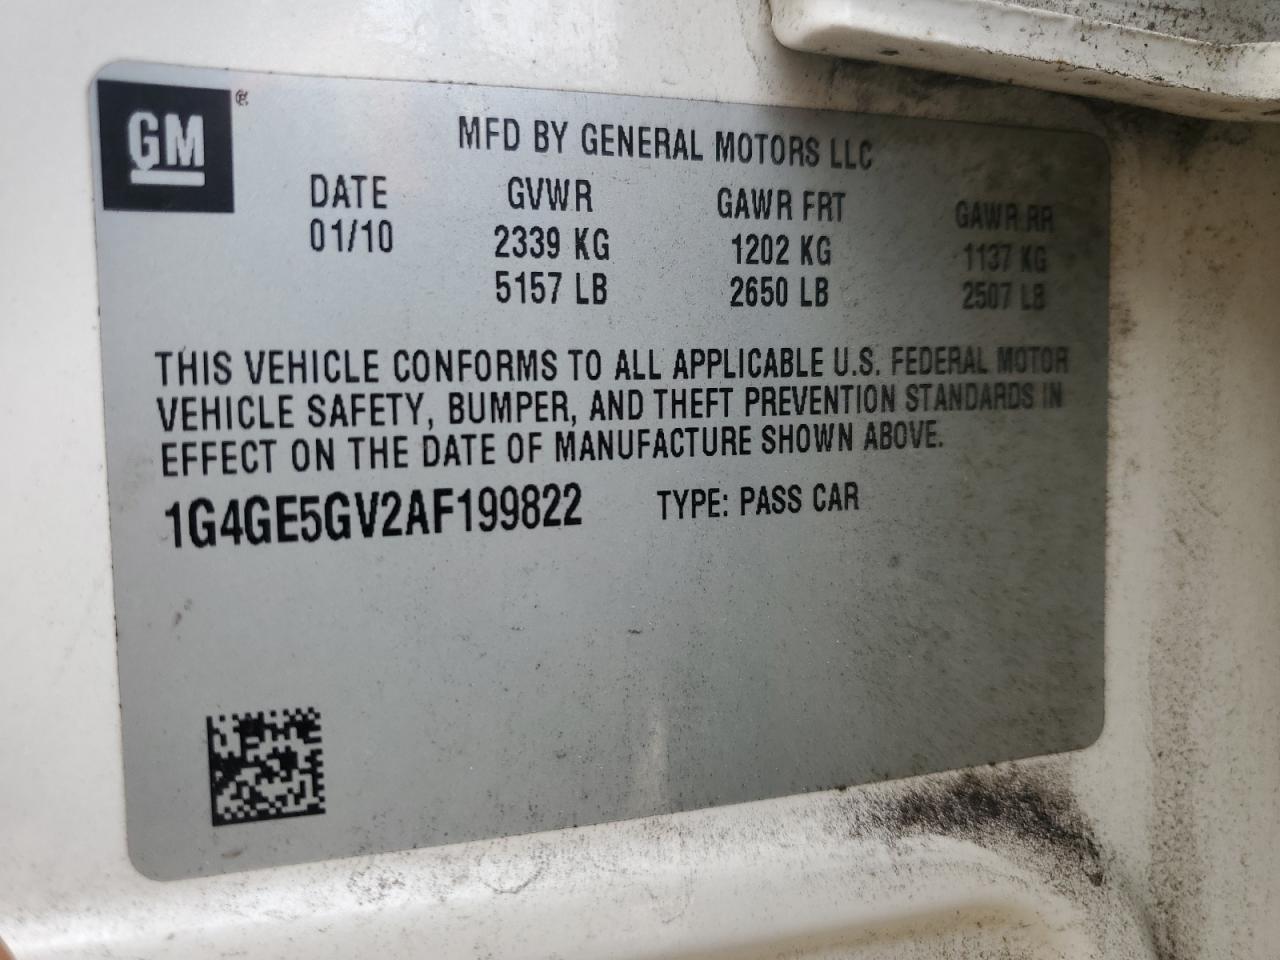 GM
MFD BY GENERAL MOTORS LLC
DATE GVWR GAWR FRT GAWR RR
01/10 2339 KG 1202 KG 1137 KG
5157 LB 2650 LB 2507 LB
THIS VEHICLE CONFORMS TO ALL APPLICABLE U.S. FEDERAL MOTOR
VEHICLE SAFETY, BUMPER, AND THEFT PREVENTION STANDARDS IN
EFFECT ON THE DATE OF MANUFACTURE SHOWN ABOVE.
1G4GE5GV2AF199822 TYPE: PASS CAR